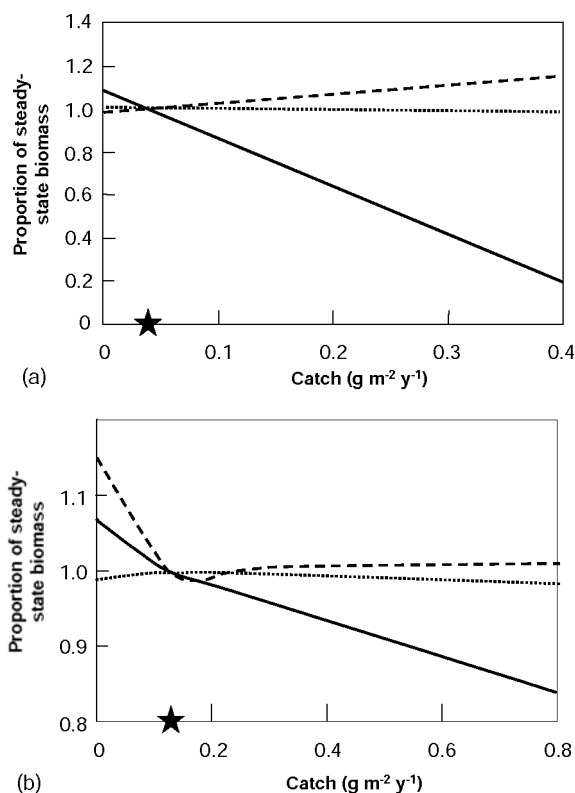 1.4
1.2
1.0
0.8
0.6
0.4
0.2
0
Proportion of steady-
state biomass
0 0.1 0.2 0.3 0.4
(a)
Catch (g m⁻² y⁻¹)
1.1
1.0
0.9
0.8
Proportion of steady-
state biomass
0 0.2 0.4 0.6 0.8
(b)
Catch (g m⁻² y⁻¹)